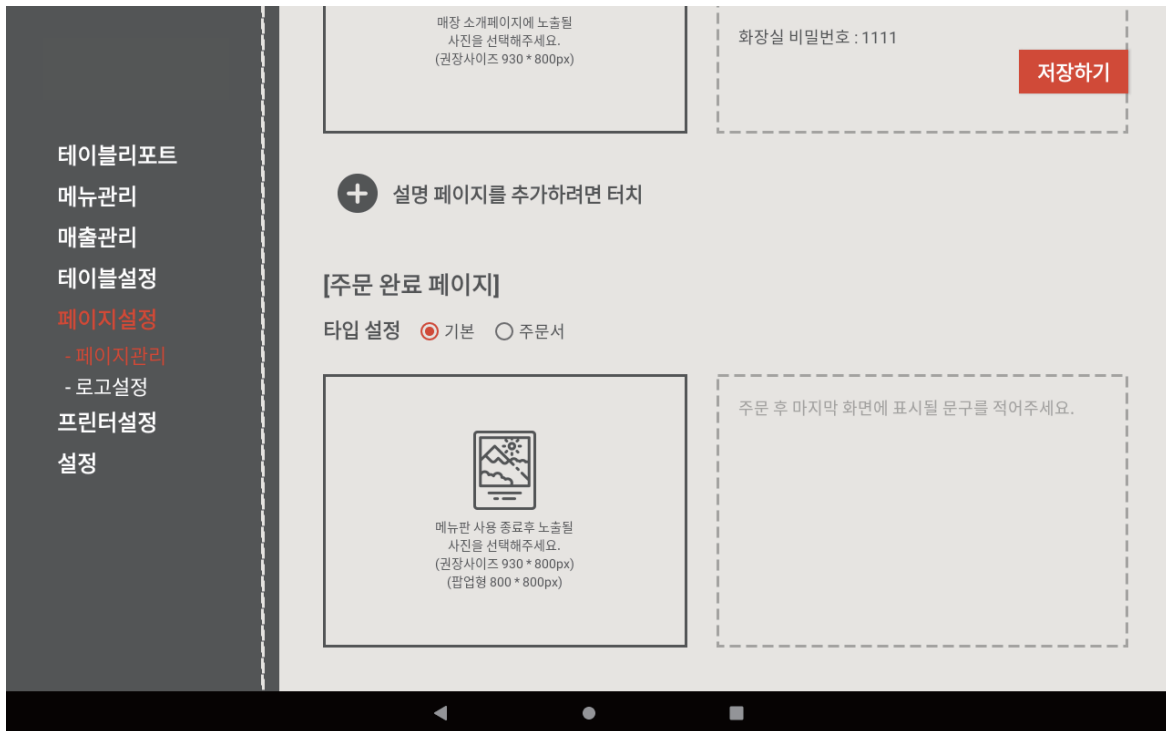 테이블리포트
메뉴관리
매출관리
테이블설정
페이지설정
- 페이지관리
- 로고설정
프린터설정
설정
매장 소개페이지에 노출될
사진을 선택해주세요.
(권장사이즈 930 * 800px)
화장실 비밀번호 : 1111
저장하기
설명 페이지를 추가하려면 터치
[주문 완료 페이지]
타입 설정 기본 주문서
메뉴판 사용 종료후 노출될
사진을 선택해주세요.
(권장사이즈 930 * 800px)
(팝업형 800 * 800px)
주문 후 마지막 화면에 표시될 문구를 적어주세요.